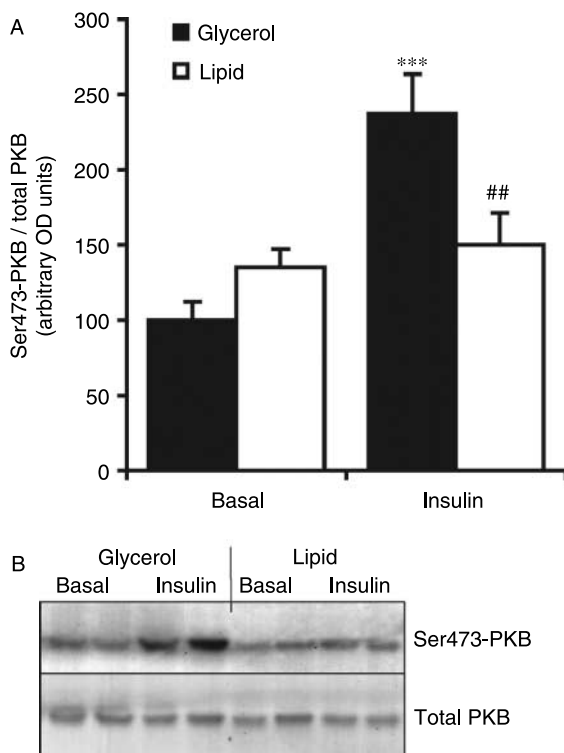 A
Glycerol
Lipid
Ser473-PKB / total PKB
(arbitrary OD units)
300
250
200
150
100
50
0
***
##
Basal
Insulin
B
Glycerol
Lipid
Basal
Insulin
Basal
Insulin
Ser473-PKB
Total PKB